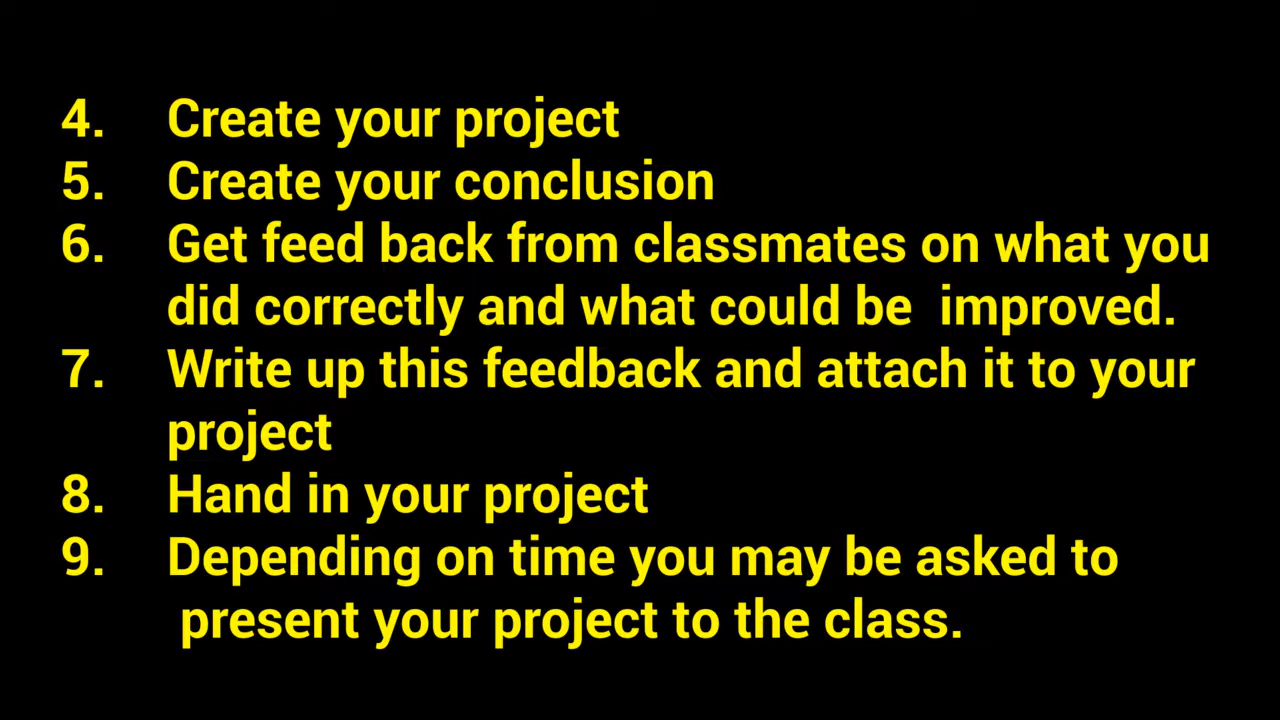 4. Create your project
5. Create your conclusion
6. Get feed back from classmates on what you
did correctly and what could be  improved.
7. Write up this feedback and attach it to your
project
8. Hand in your project
9. Depending on time you may be asked to
present your project to the class.